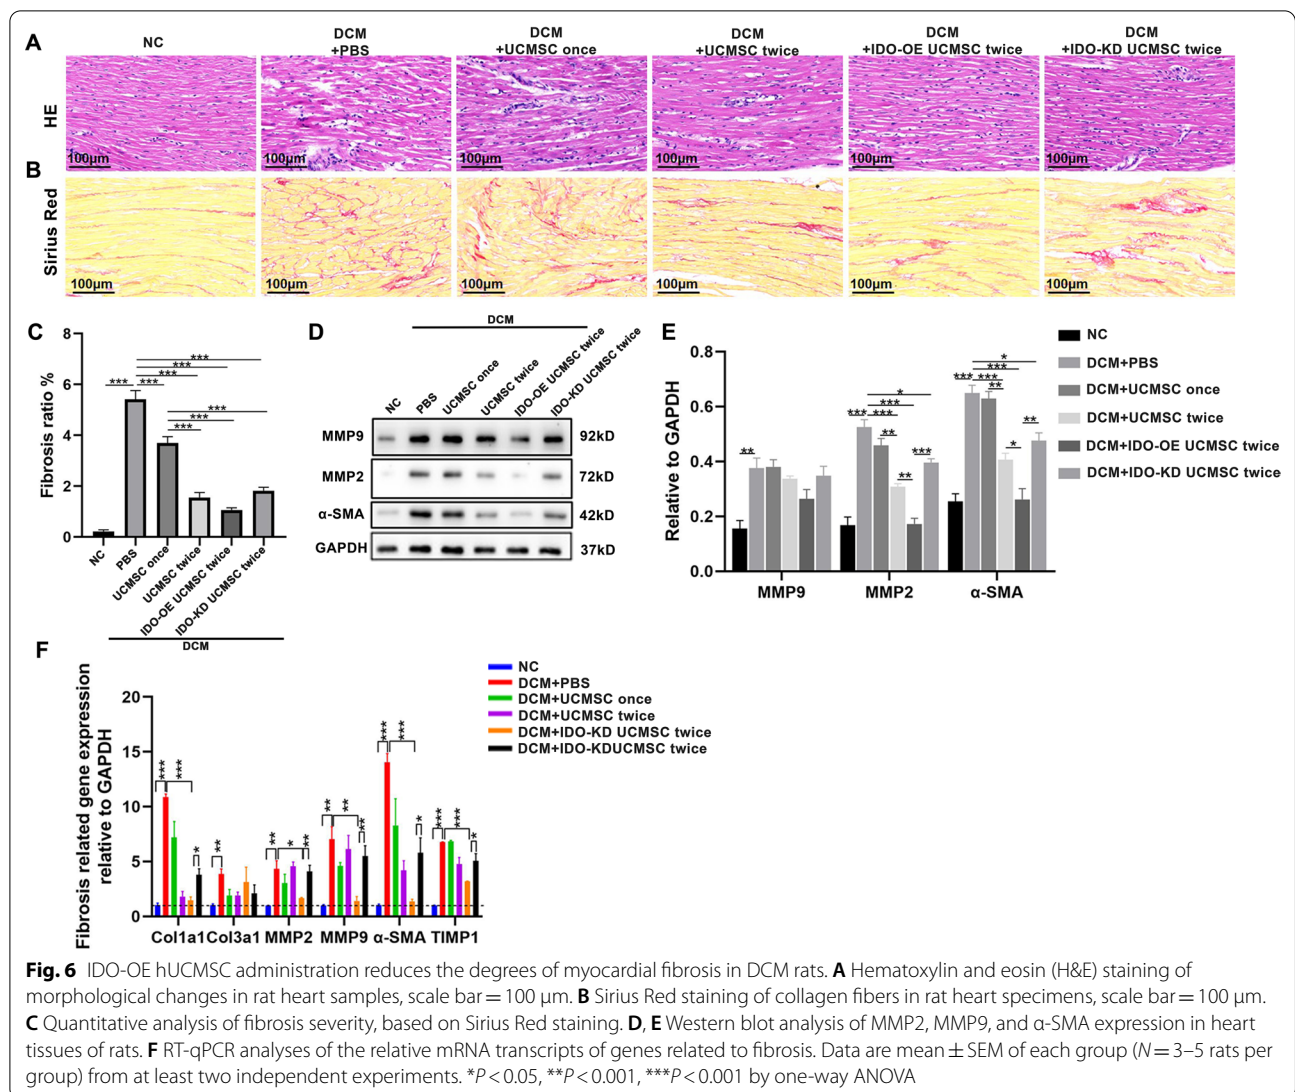 A
NC
DCM
+PBS
DCM
+UCMSC once
DCM
+UCMSC twice
DCM
+IDO-OE UCMSC twice
DCM
+IDO-KD UCMSC twice
HE
100μm
100μm
100μm
100μm
100μm
100μm
B
Sirius Red
100μm
100μm
100μm
100μm
100μm
100μm
C
Fibrosis ratio %
8
6
4
2
0
***
***
***
***
***
***
***
***
NC
PBS
UCMSC once
UCMSC twice
IDO-OE UCMSC twice
IDO-KD UCMSC twice
DCM
D
DCM
NC
PBS
UCMSC once
UCMSC twice
IDO-OE UCMSC twice
IDO-KD UCMSC twice
MMP9 92kD
MMP2 72kD
α-SMA 42kD
GAPDH 37kD
E
Relative to GAPDH
0.8
0.6
0.4
0.2
0.0
**
*
***
*** ***
**
**
***
*
***
*** ***
**
*
**
MMP9 MMP2 α-SMA
NC
DCM+PBS
DCM+UCMSC once
DCM+UCMSC twice
DCM+IDO-OE UCMSC twice
DCM+IDO-KD UCMSC twice
F
Fibrosis related gene expression
relative to GAPDH
20
15
10
5
0
*** *** *
**
** * **
** ** **
*** *** *
*** *** *
Col1a1 Col3a1 MMP2 MMP9 α-SMA TIMP1
NC
DCM+PBS
DCM+UCMSC once
DCM+UCMSC twice
DCM+IDO-KD UCMSC twice
DCM+IDO-KDUCMSC twice
Fig. 6 IDO-OE hUCMSC administration reduces the degrees of myocardial fibrosis in DCM rats. A Hematoxylin and eosin (H&E) staining of
morphological changes in rat heart samples, scale bar = 100 μm. B Sirius Red staining of collagen fibers in rat heart specimens, scale bar = 100 μm.
C Quantitative analysis of fibrosis severity, based on Sirius Red staining. D, E Western blot analysis of MMP2, MMP9, and α-SMA expression in heart
tissues of rats. F RT-qPCR analyses of the relative mRNA transcripts of genes related to fibrosis. Data are mean ± SEM of each group (N = 3–5 rats per
group) from at least two independent experiments. *P < 0.05, **P < 0.001, ***P < 0.001 by one-way ANOVA